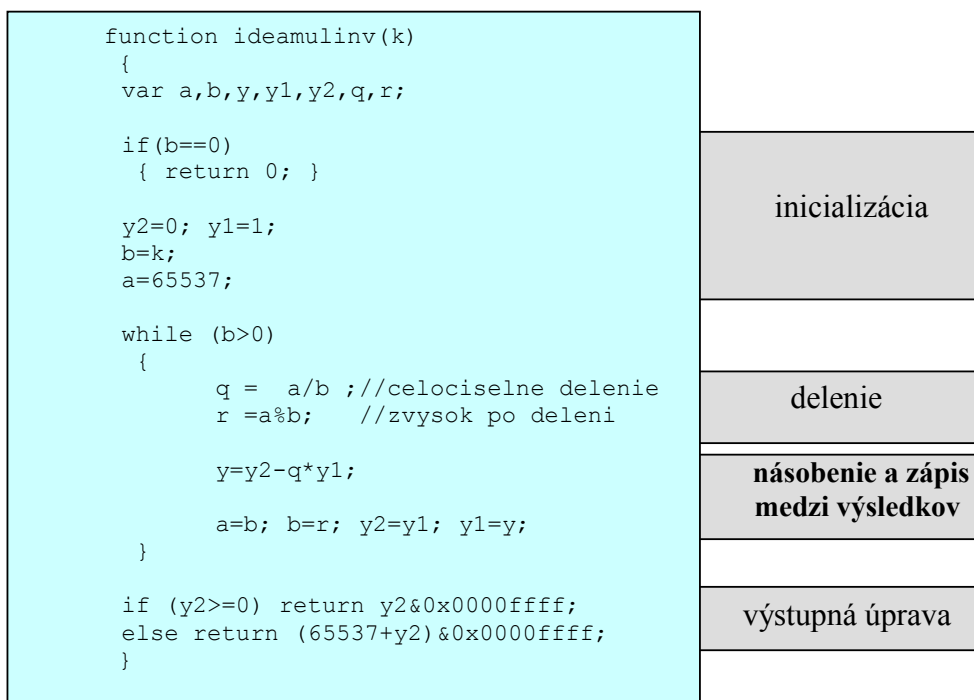 function ideamulinv(k)
{
var a,b,y,y1,y2,q,r;
if(b==0)
{ return 0; }
y2=0; y1=1;
b=k;
a=65537;
while (b>0)
{
q =  a/b ;//celociselne delenie
r =a%b;   //zvysok po deleni
y=y2-q*y1;
a=b; b=r; y2=y1; y1=y;
}
if (y2>=0) return y2&0x0000ffff;
else return (65537+y2)&0x0000ffff;
}
inicializácia
delenie
násobenie a zápis
medzi výsledkov
výstupná úprava